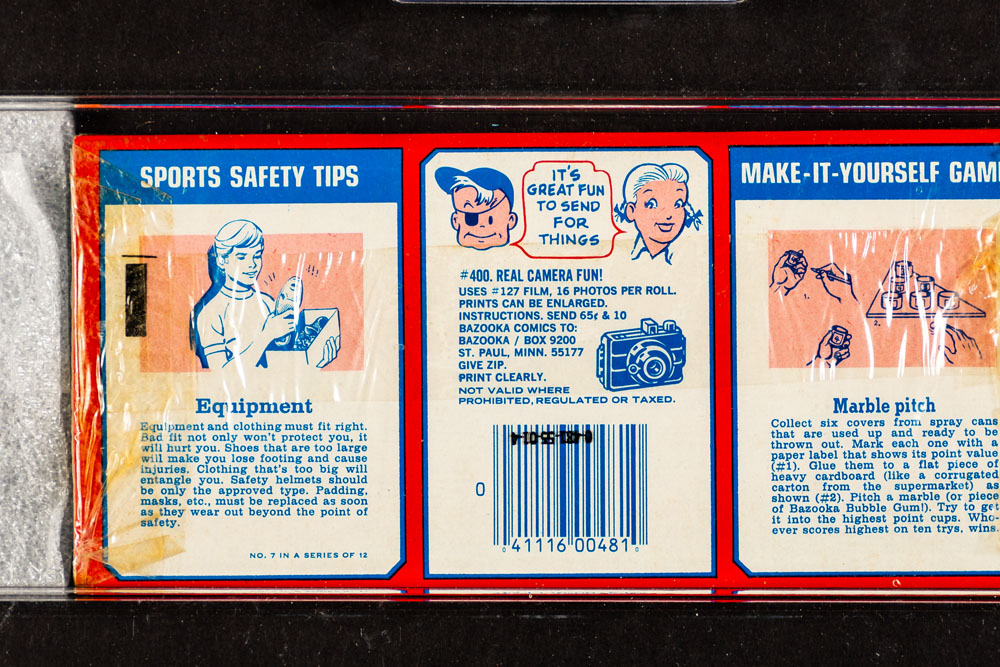 SPORTS SAFETY TIPS
Equipment
Equipment and clothing must fit right.
Bad fit not only won't protect you, it
will hurt you. Shoes that are too large
will make you lose footing and cause
injuries. Clothing that's too big will
entangle you. Safety helmets should
be only the approved type. Padding,
masks, etc., must be replaced as soon
as they wear out beyond the point of
safety.
NO. 7 IN A SERIES OF 12
IT'S
GREAT FUN
TO SEND
FOR
THINGS
#400. REAL CAMERA FUN!
USES #127 FILM, 16 PHOTOS PER ROLL.
PRINTS CAN BE ENLARGED.
INSTRUCTIONS. SEND 65¢ & 10
BAZOOKA COMICS TO:
BAZOOKA / BOX 9200
ST. PAUL, MINN. 55177
GIVE ZIP.
PRINT CLEARLY.
NOT VALID WHERE
PROHIBITED, REGULATED OR TAXED.
0 41116 00481
MAKE-IT-YOURSELF GAM
1.
2.
Marble pitch
Collect six covers from spray cans
that are used up and ready to be
thrown out. Mark each one with a
paper label that shows its point value
(#1). Glue them to a flat piece of
heavy cardboard (like a corrugated
carton from the supermarket) as
shown (#2). Pitch a marble (or piece
of Bazooka Bubble Gum!). Try to get
it into the highest point cups. Who-
ever scores highest on ten trys, wins.